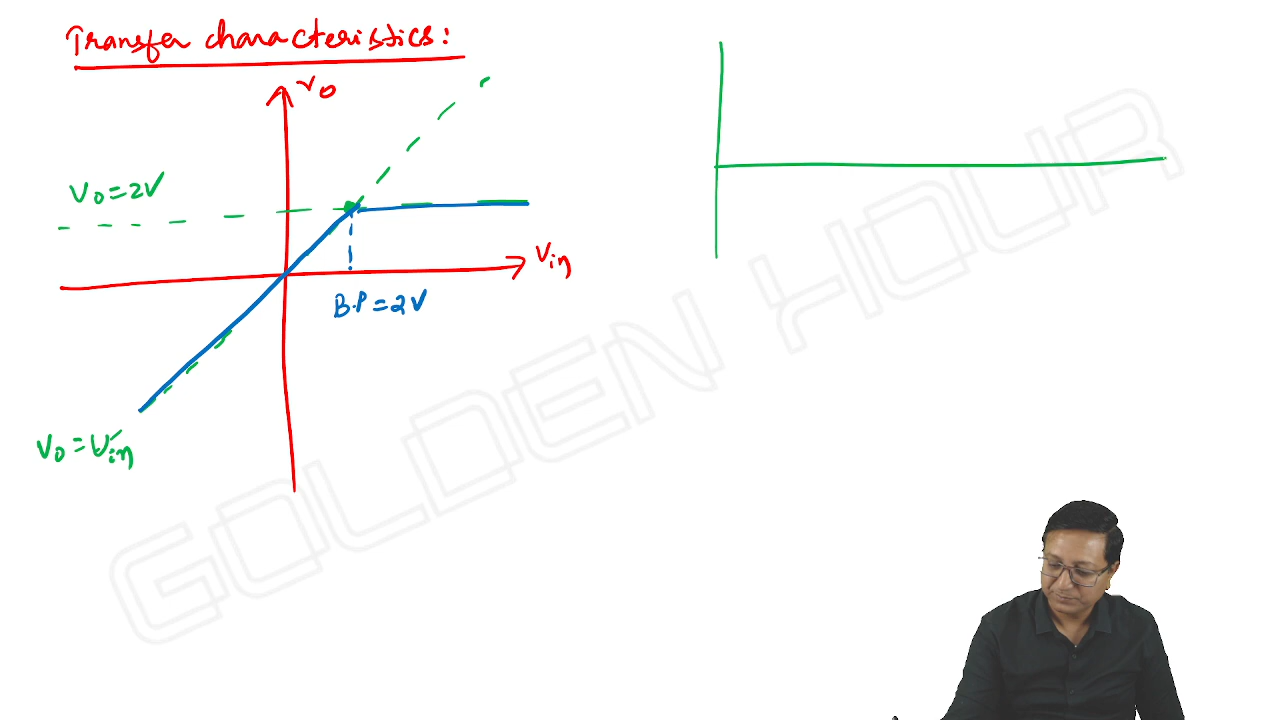 Transfer characteristics:
V0
V0=2V
Vin
B.P=2V
V0=Vin
GOLDEN HOUR